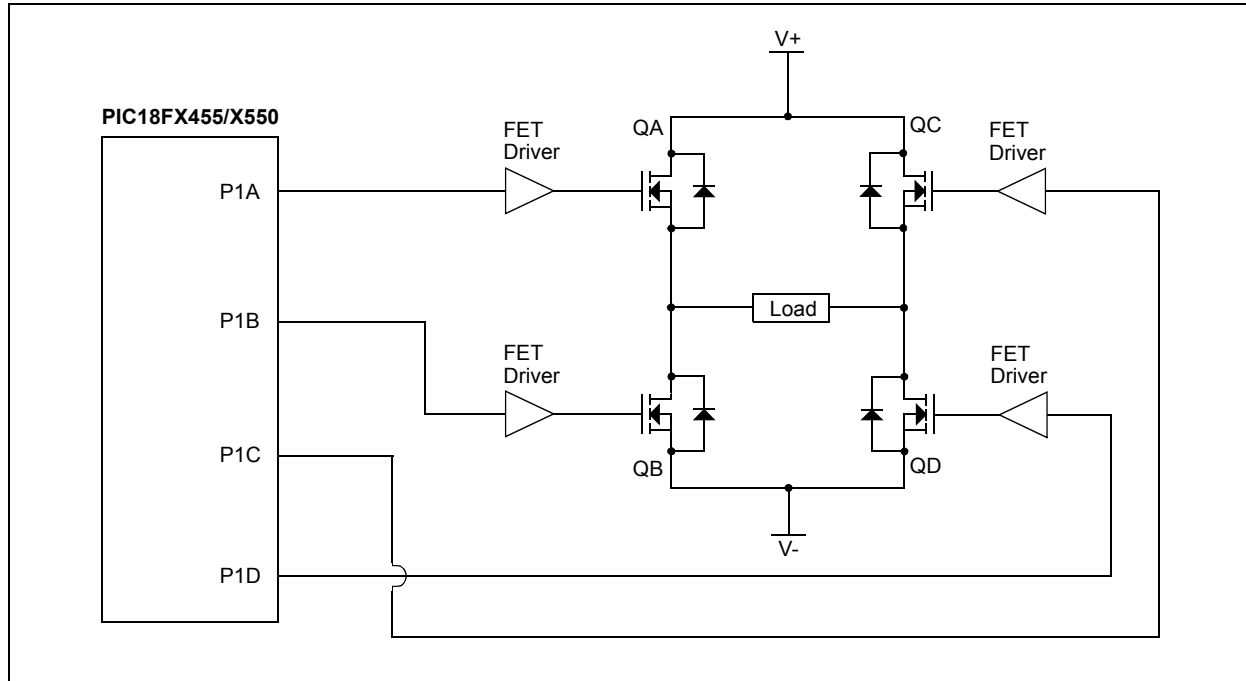 V+
PIC18FX455/X550
QA
FET
Driver
QC
FET
Driver
P1A
P1B
Load
FET
Driver
FET
Driver
P1C
QB
QD
V-
P1D